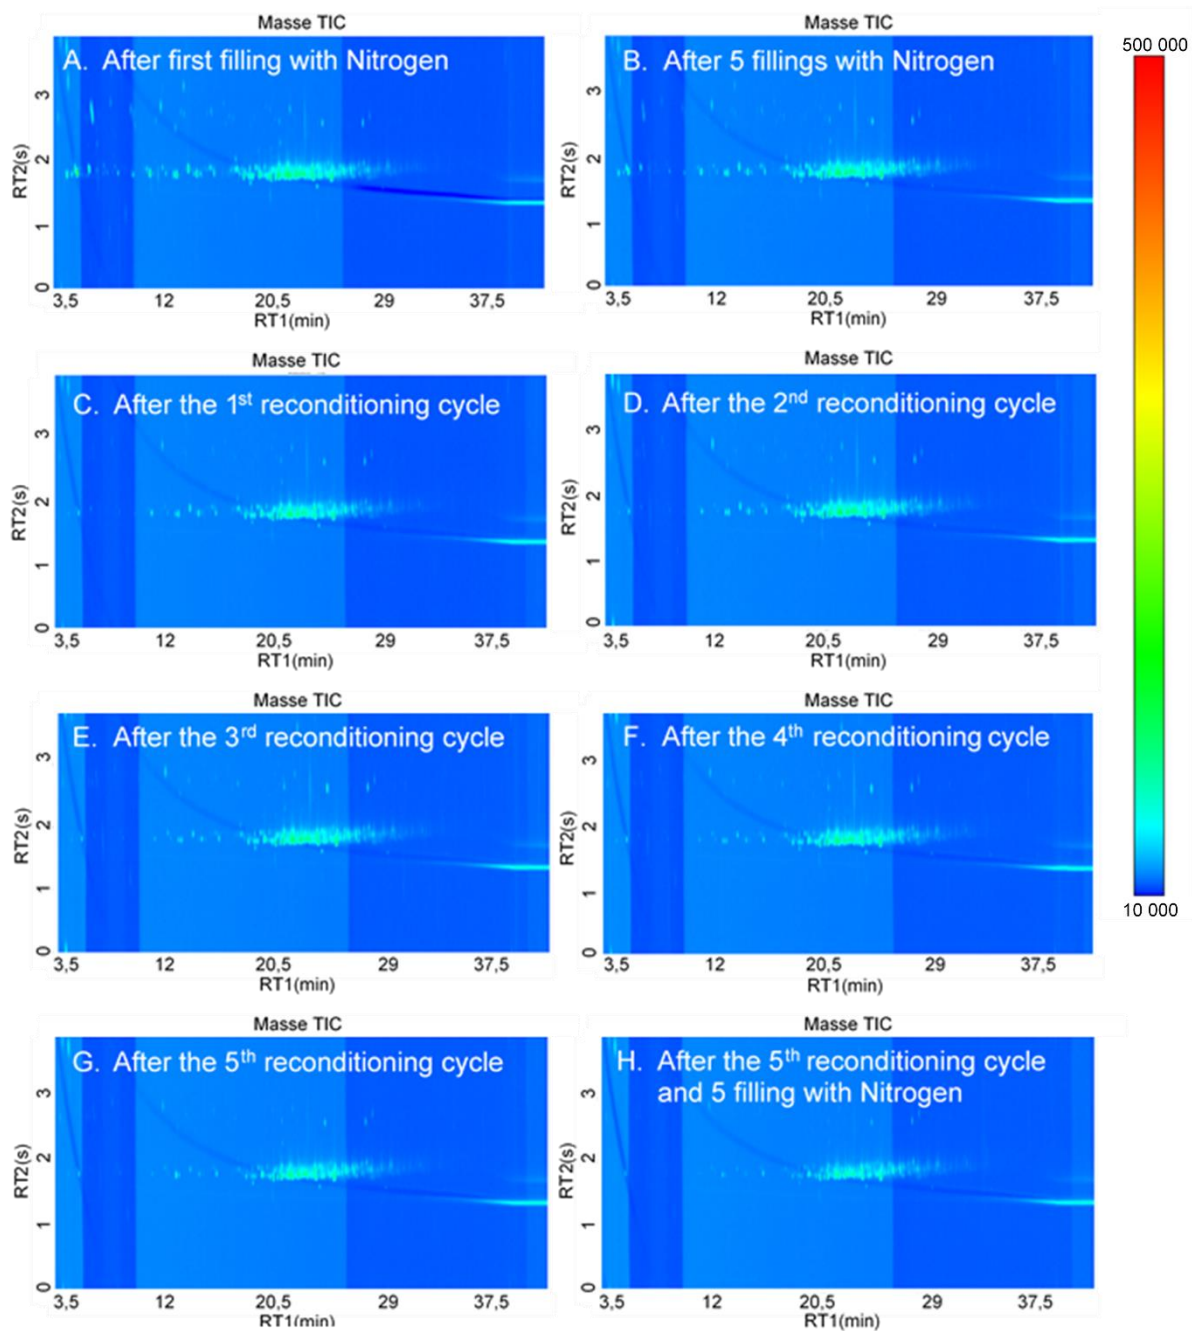 Masse TIC
A. After first filling with Nitrogen
RT2(s)
3
2
1
0
3,5 12 20,5 29 37,5
RT1(min)
Masse TIC
B. After 5 fillings with Nitrogen
RT2(s)
3
2
1
0
3,5 12 20,5 29 37,5
RT1(min)
500 000
10 000
Masse TIC
C. After the 1st reconditioning cycle
RT2(s)
3
2
1
0
3,5 12 20,5 29 37,5
RT1(min)
Masse TIC
D. After the 2nd reconditioning cycle
RT2(s)
3
2
1
0
3,5 12 20,5 29 37,5
RT1(min)
Masse TIC
E. After the 3rd reconditioning cycle
RT2(s)
3
2
1
0
3,5 12 20,5 29 37,5
RT1(min)
Masse TIC
F. After the 4th reconditioning cycle
RT2(s)
3
2
1
0
3,5 12 20,5 29 37,5
RT1(min)
Masse TIC
G. After the 5th reconditioning cycle
RT2(s)
3
2
1
0
3,5 12 20,5 29 37,5
RT1(min)
Masse TIC
H. After the 5th reconditioning cycle
and 5 filling with Nitrogen
RT2(s)
3
2
1
0
3,5 12 20,5 29 37,5
RT1(min)